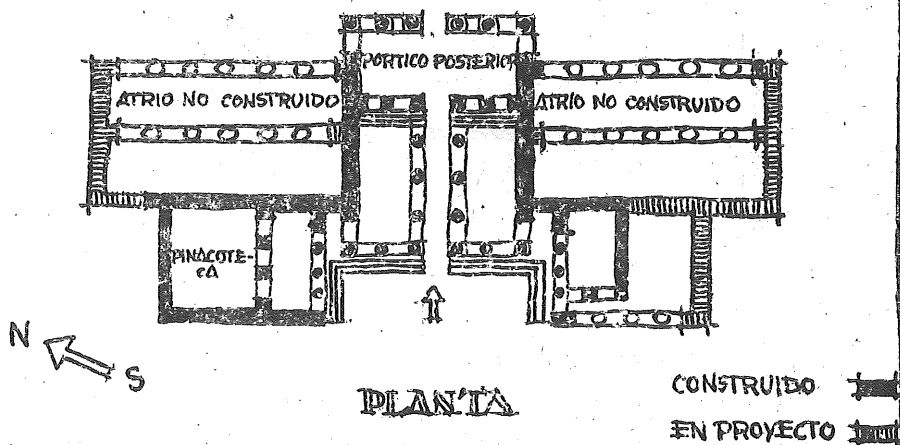 PORTICO POSTERIOR
ATRIO NO CONSTRUIDO
ATRIO NO CONSTRUIDO
PINACOTE-
CA
N
S
PLANTA
CONSTRUIDO
EN PROYECTO